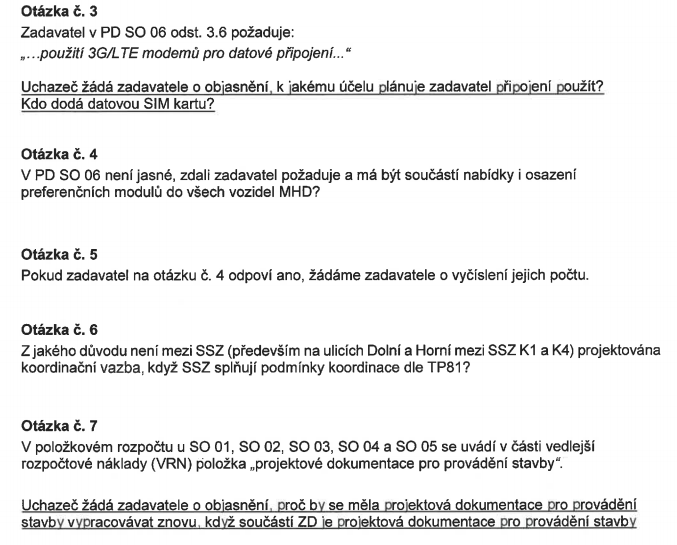 Otázka č. 3
Zadavatel v PD SO 06 odst. 3.6 požaduje:
„…použití 3G/LTE modemů pro datové připojení...“
Uchazeč žádá zadavatele o objasnění, k jakému účelu plánuje zadavatel připojení použít?
Kdo dodá datovou SIM kartu?
Otázka č. 4
V PD SO 06 není jasné, zdali zadavatel požaduje a má být součástí nabídky i osazení
preferenčních modulů do všech vozidel MHD?
Otázka č. 5
Pokud zadavatel na otázku č. 4 odpoví ano, žádáme zadavatele o vyčíslení jejich počtu.
Otázka č. 6
Z jakého důvodu není mezi SSZ (především na ulicích Dolní a Horní mezi SSZ K1 a K4) projektována
koordinační vazba, když SSZ splňují podmínky koordinace dle TP81?
Otázka č. 7
V položkovém rozpočtu u SO 01, SO 02, SO 03, SO 04 a SO 05 se uvádí v části vedlejší
rozpočtové náklady (VRN) položka „projektové dokumentace pro provádění stavby“.
Uchazeč žádá zadavatele o objasnění, proč by se měla projektová dokumentace pro provádění
stavby vypracovávat znovu, když součástí ZD je projektová dokumentace pro provádění stavby